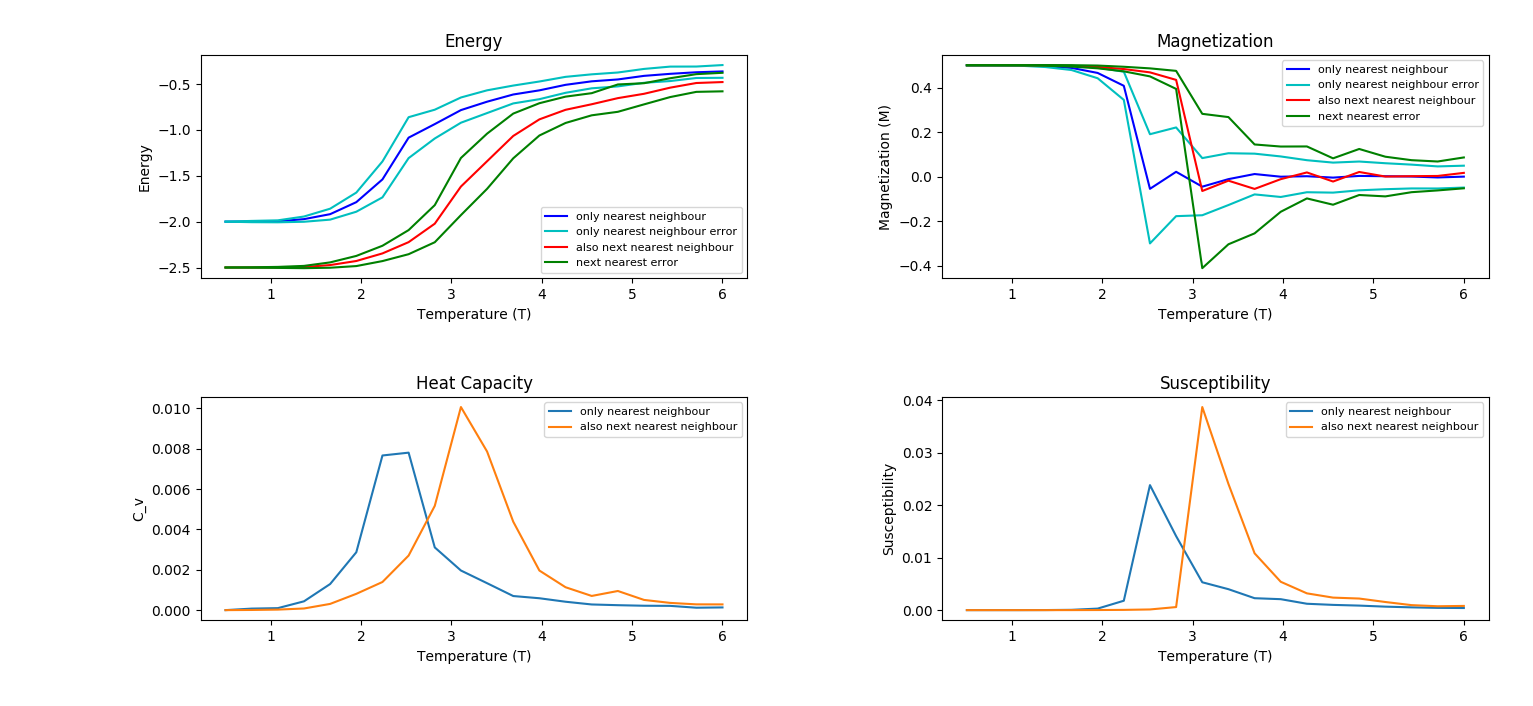 Energy
Energy
−0.5
−1.0
−1.5
−2.0
−2.5
1 2 3 4 5 6
Temperature (T)
only nearest neighbour
only nearest neighbour error
also next nearest neighbour
next nearest error
Magnetization
Magnetization (M)
0.4
0.2
0.0
−0.2
−0.4
1 2 3 4 5 6
Temperature (T)
only nearest neighbour
only nearest neighbour error
also next nearest neighbour
next nearest error
Heat Capacity
C_v
0.010
0.008
0.006
0.004
0.002
0.000
1 2 3 4 5 6
Temperature (T)
only nearest neighbour
also next nearest neighbour
Susceptibility
Susceptibility
0.04
0.03
0.02
0.01
0.00
1 2 3 4 5 6
Temperature (T)
only nearest neighbour
also next nearest neighbour